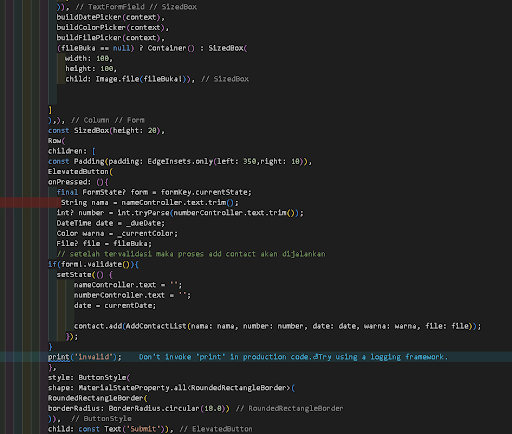 )), // TextFormField // SizedBox
buildDatePicker(context),
buildColorPicker(context),
buildFilePicker(context),
(fileBuka == null) ? Container() : SizedBox(
width: 100,
height: 100,
child: Image.file(fileBuka!)), // SizedBox
]
),), // Column // Form
const SizedBox(height: 20),
Row(
children: [
const Padding(padding: EdgeInsets.only(left: 350,right: 10)),
ElevatedButton(
onPressed: (){
final FormState? form = formKey.currentState;
String nama = nameController.text.trim();
int? number = int.tryParse(numberController.text.trim());
DateTime date = _dueDate;
Color warna = _currentColor;
File? file = fileBuka;
// setelah tervalidasi maka proses add contact akan dijalankan
if(form!.validate()){
setState(() {
nameController.text = '';
numberController.text = '';
date = currentDate;
contact.add(AddContactList(nama: nama, number: number, date: date, warna: warna, file: file));
});
}
print('invalid'); Don't invoke 'print' in production code.⏎Try using a logging framework.
},
style: ButtonStyle(
shape: MaterialStateProperty.all<RoundedRectangleBorder>(
RoundedRectangleBorder(
borderRadius: BorderRadius.circular(10.0)) // RoundedRectangleBorder
)), // ButtonStyle
child: const Text('Submit')), // ElevatedButton